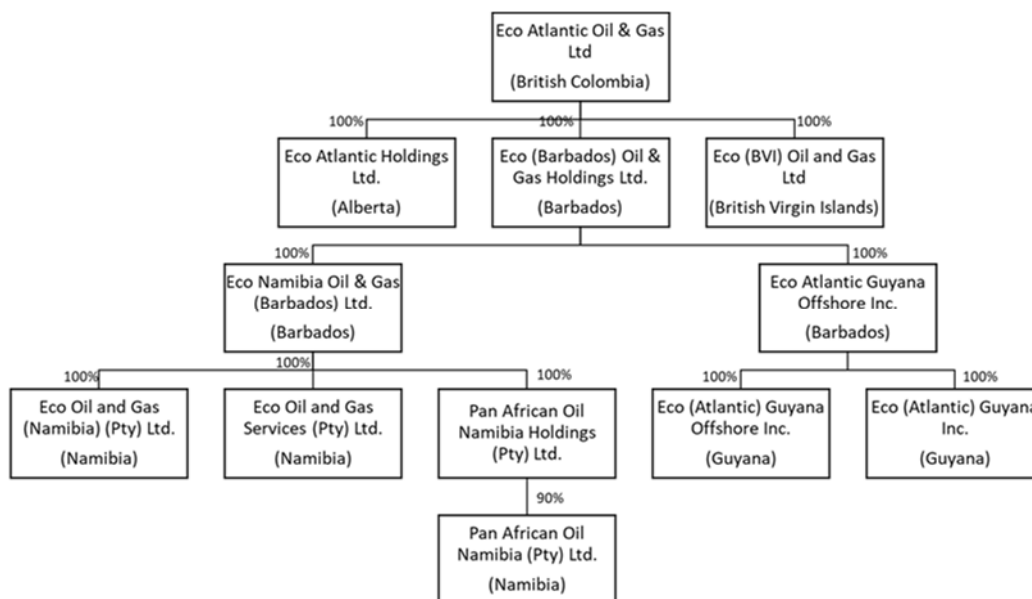 Eco Atlantic Oil & Gas
Ltd
(British Colombia)
100%
100%
100%
Eco Atlantic Holdings
Ltd.
(Alberta)
Eco (Barbados) Oil &
Gas Holdings Ltd.
(Barbados)
Eco (BVI) Oil and Gas
Ltd
(British Virgin Islands)
100%
100%
Eco Namibia Oil & Gas
(Barbados) Ltd.
(Barbados)
Eco Atlantic Guyana
Offshore Inc.
(Barbados)
100%
100%
100%
100%
100%
Eco Oil and Gas
(Namibia) (Pty) Ltd.
(Namibia)
Eco Oil and Gas
Services (Pty) Ltd.
(Namibia)
Pan African Oil
Namibia Holdings
(Pty) Ltd.
Eco (Atlantic) Guyana
Offshore Inc.
(Guyana)
Eco (Atlantic) Guyana
Inc.
(Guyana)
90%
Pan African Oil
Namibia (Pty) Ltd.
(Namibia)